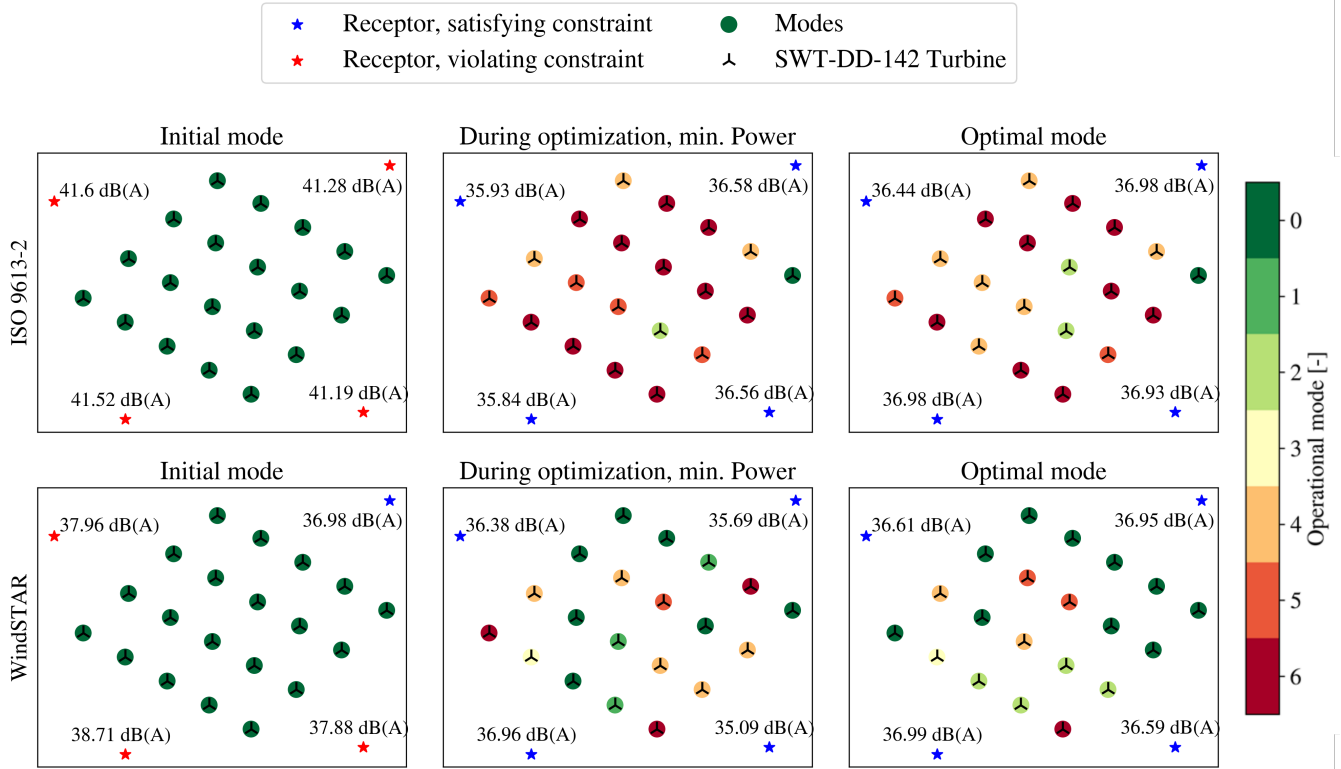 Receptor, satisfying constraint
Modes
Receptor, violating constraint
SWT-DD-142 Turbine
Initial mode
During optimization, min. Power
Optimal mode
ISO 9613-2
41.6 dB(A)
41.28 dB(A)
41.52 dB(A)
41.19 dB(A)
35.93 dB(A)
36.58 dB(A)
35.84 dB(A)
36.56 dB(A)
36.44 dB(A)
36.98 dB(A)
36.98 dB(A)
36.93 dB(A)
Initial mode
During optimization, min. Power
Optimal mode
WindSTAR
37.96 dB(A)
36.98 dB(A)
38.71 dB(A)
37.88 dB(A)
36.38 dB(A)
35.69 dB(A)
36.96 dB(A)
35.09 dB(A)
36.61 dB(A)
36.95 dB(A)
36.99 dB(A)
36.59 dB(A)
0
1
2
3
4
5
6
Operational mode [-]